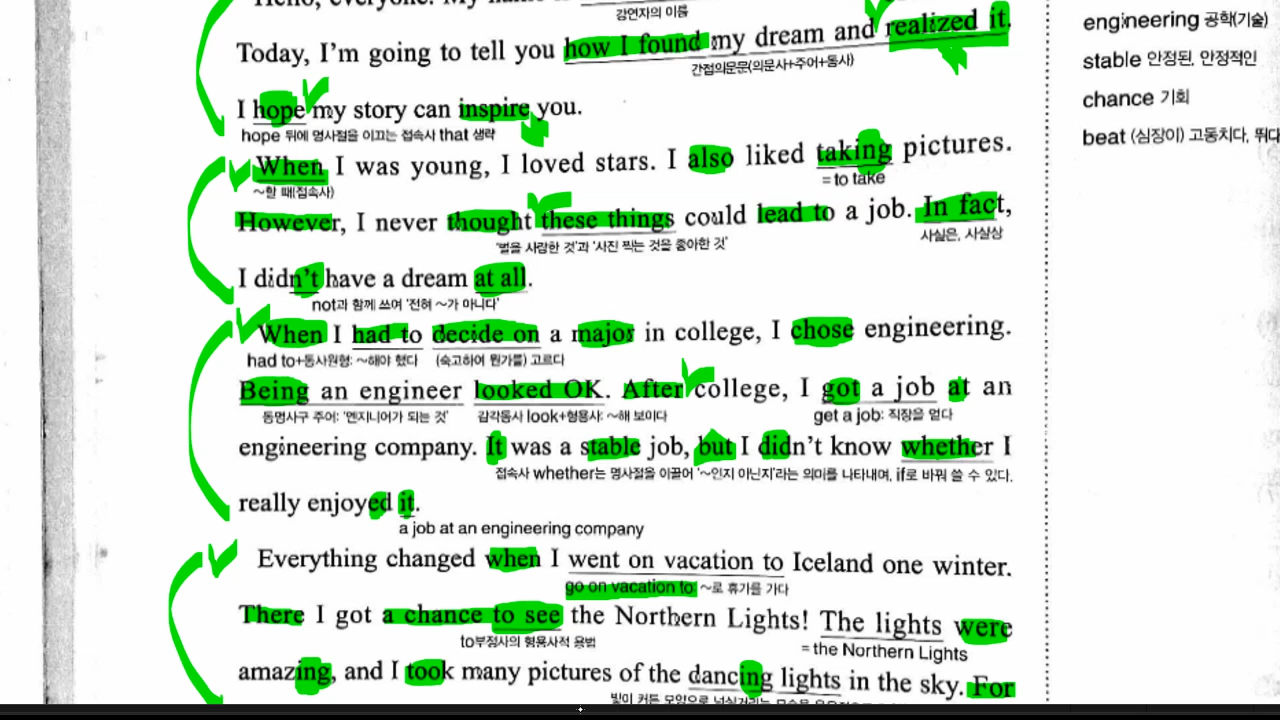 Hello, everyone. My name is
강연자의 이름
Today, I'm going to tell you how I found my dream and realized it.
간접의문문(의문사+주어+동사)
I hope my story can inspire you.
hope 뒤에 명사절을 이끄는 접속사 that 생략
When I was young, I loved stars. I also liked taking pictures.
~할 때(접속사)
= to take
However, I never thought these things could lead to a job. In fact,
'별을 사랑한 것'과 '사진 찍는 것을 좋아한 것'
사실은, 사실상
I didn't have a dream at all.
not과 함께 쓰여 '전혀 ~가 아니다'
When I had to decide on a major in college, I chose engineering.
had to+동사원형: ~해야 했다
(숙고하여 뭔가를) 고르다
Being an engineer looked OK. After college, I got a job at an
동명사구 주어: '엔지니어가 되는 것'
감각동사 look+형용사: ~해 보이다
get a job: 직장을 얻다
engineering company. It was a stable job, but I didn't know whether I
접속사 whether는 명사절을 이끌어 '~인지 아닌지'라는 의미를 나타내며, if로 바꿔 쓸 수 있다.
really enjoyed it.
a job at an engineering company
Everything changed when I went on vacation to Iceland one winter.
go on vacation to ~로 휴가를 가다
There I got a chance to see the Northern Lights! The lights were
to부정사의 형용사적 용법
= the Northern Lights
amazing, and I took many pictures of the dancing lights in the sky. For
engineering 공학(기술)
stable 안정된, 안정적인
chance 기회
beat (심장이) 고동치다, 뛰다